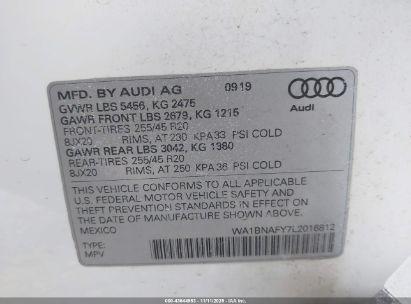 MFD. BY AUDI AG 09 19
GVWR LBS 5456, KG 2475
GAWR FRONT LBS 2679, KG 1215
FRONT-TIRES 255/45 R20
8JX20 RIMS, AT 230 KPA 33 PSI COLD
GAWR REAR LBS 3042, KG 1380
REAR-TIRES 255/45 R20
8JX20 RIMS, AT 250 KPA 36 PSI COLD
Audi
THIS VEHICLE CONFORMS TO ALL APPLICABLE
U.S. FEDERAL MOTOR VEHICLE SAFETY AND
THEFT PREVENTION STANDARDS IN EFFECT ON
THE DATE OF MANUFACTURE SHOWN ABOVE.
MEXICO WA1BNAFY7L2016812
TYPE:
MPV